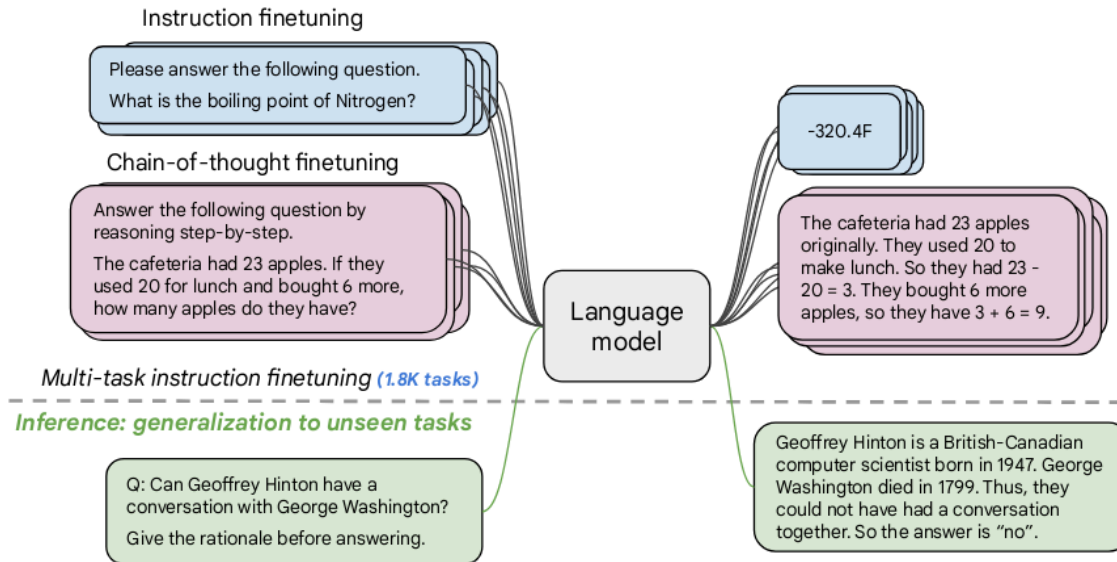 Instruction finetuning
Please answer the following question.
What is the boiling point of Nitrogen?
-320.4F
Chain-of-thought finetuning
Answer the following question by
reasoning step-by-step.
The cafeteria had 23 apples. If they
used 20 for lunch and bought 6 more,
how many apples do they have?
The cafeteria had 23 apples
originally. They used 20 to
make lunch. So they had 23 -
20 = 3. They bought 6 more
apples, so they have 3 + 6 = 9.
Language
model
Multi-task instruction finetuning (1.8K tasks)
Inference: generalization to unseen tasks
Q: Can Geoffrey Hinton have a
conversation with George Washington?
Give the rationale before answering.
Geoffrey Hinton is a British-Canadian
computer scientist born in 1947. George
Washington died in 1799. Thus, they
could not have had a conversation
together. So the answer is “no”.